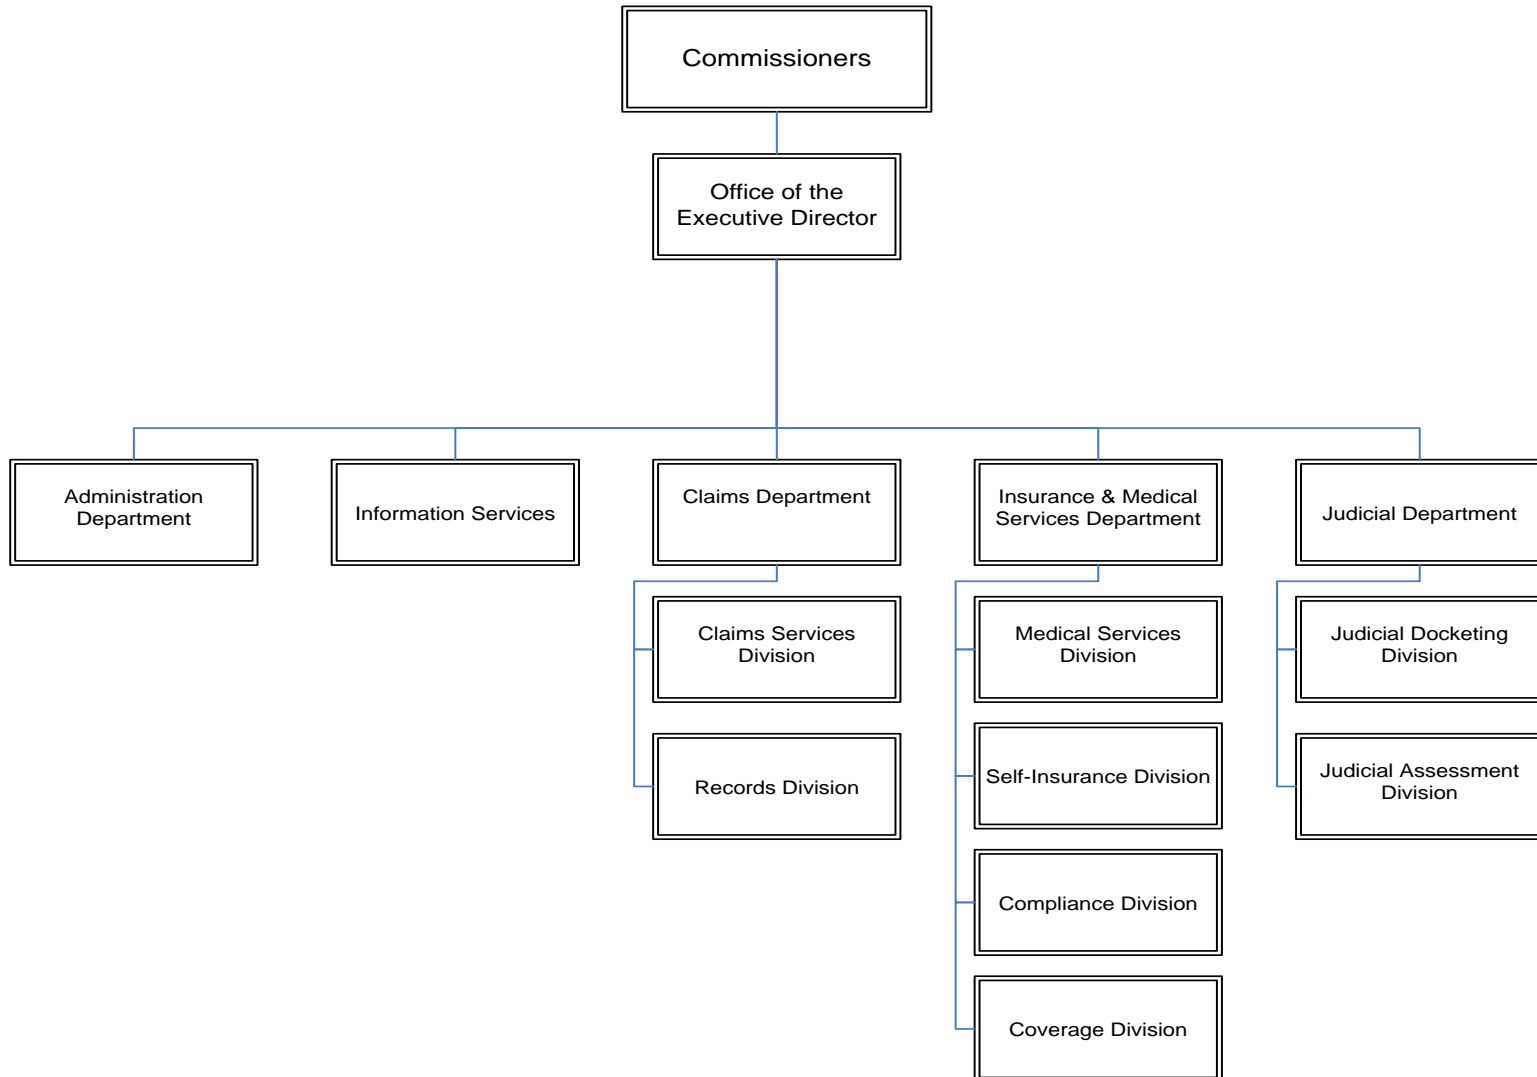 Commissioners
Office of the
Executive Director
Administration
Department
Information Services
Claims Department
Insurance & Medical
Services Department
Judicial Department
Claims Services
Division
Records Division
Medical Services
Division
Self-Insurance Division
Compliance Division
Coverage Division
Judicial Docketing
Division
Judicial Assessment
Division